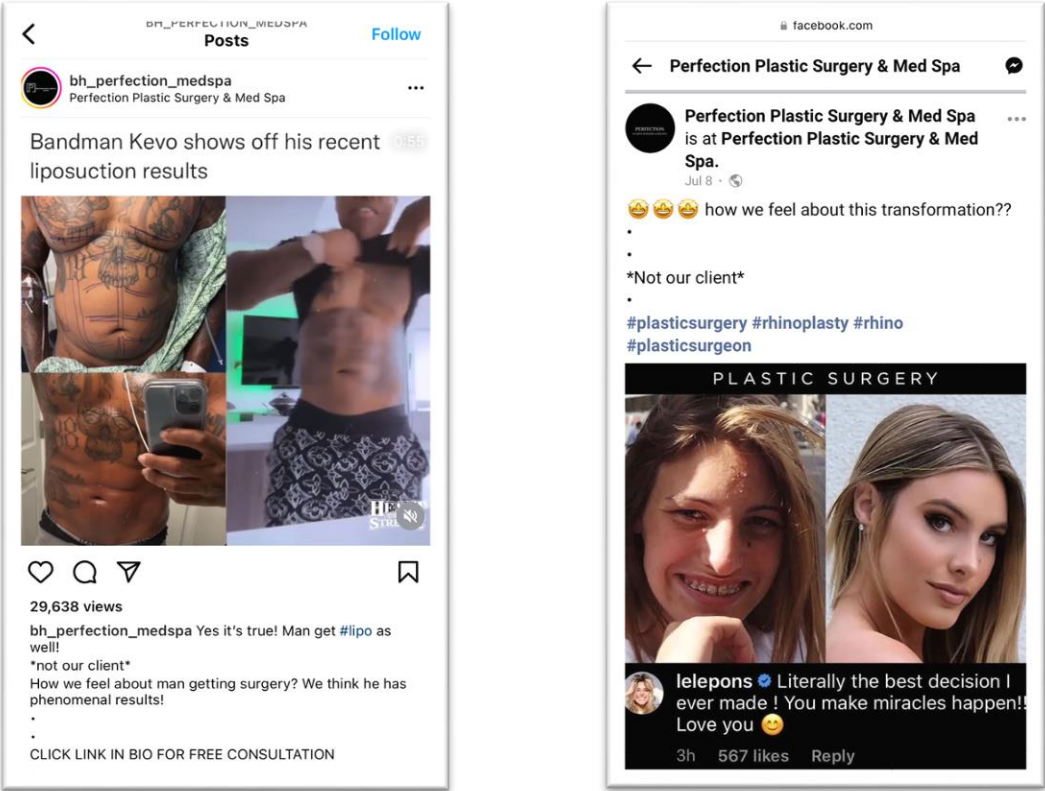 BH_PERFECTION_MEDSPA
Posts
Follow
bh_perfection_medspa
Perfection Plastic Surgery & Med Spa
Bandman Kevo shows off his recent
liposuction results
0:55
29,638 views
bh_perfection_medspa Yes it's true! Man get #lipo as
well!
*not our client*
How we feel about man getting surgery? We think he has
phenomenal results!
.
.
CLICK LINK IN BIO FOR FREE CONSULTATION
facebook.com
Perfection Plastic Surgery & Med Spa
PERFECTION
Perfection Plastic Surgery & Med Spa
is at Perfection Plastic Surgery & Med
Spa.
Jul 8 ·
🤩🤩🤩 how we feel about this transformation??
.
.
*Not our client*
.
#plasticsurgery #rhinoplasty #rhino
#plasticsurgeon
PLASTIC SURGERY
lelepons Literally the best decision I
ever made ! You make miracles happen!!
Love you 😊
3h 567 likes Reply